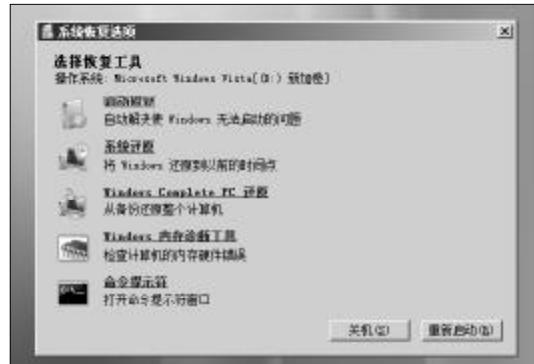 系统恢复选项
选择恢复工具
操作系统: Microsoft Windows Vista(D:) 新加卷)
启动修复
自动解决使 Windows 无法启动的问题
系统还原
将 Windows 还原到以前的时间点
Windows Complete PC 还原
从备份还原整个计算机
Windows 内存诊断工具
检查计算机的内存硬件错误
命令提示符
打开命令提示符窗口
关机(S)
重新启动(R)